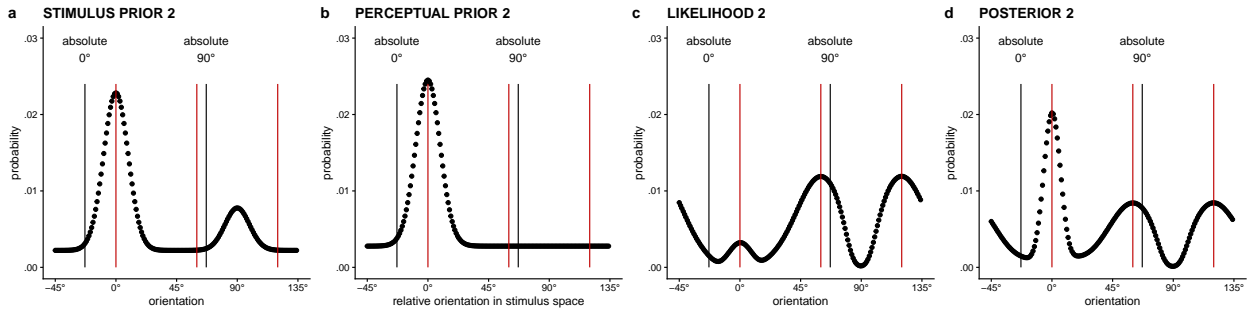 a STIMULUS PRIOR 2
.03
.02
.01
.00
probability
absolute
0°
absolute
90°
−45° 0° 45° 90° 135°
orientation
b PERCEPTUAL PRIOR 2
.03
.02
.01
.00
probability
absolute
0°
absolute
90°
−45° 0° 45° 90° 135°
relative orientation in stimulus space
c LIKELIHOOD 2
.03
.02
.01
.00
probability
absolute
0°
absolute
90°
−45° 0° 45° 90° 135°
orientation
d POSTERIOR 2
.03
.02
.01
.00
probability
absolute
0°
absolute
90°
−45° 0° 45° 90° 135°
orientation